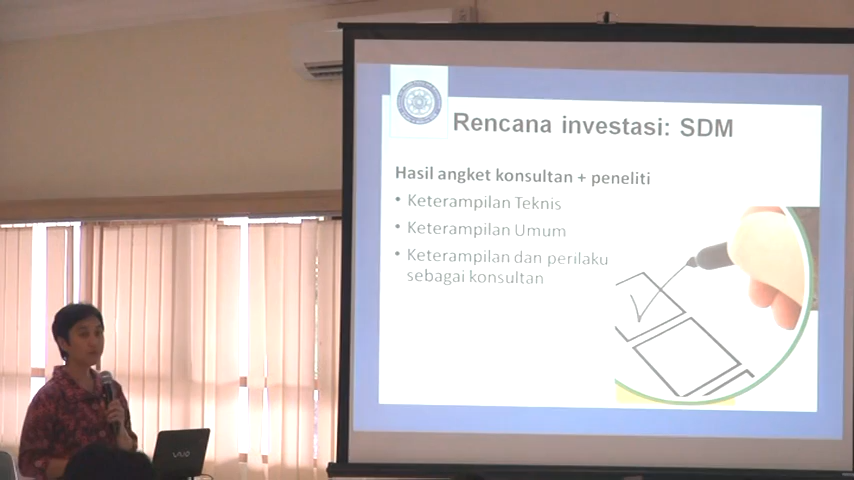 Rencana investasi: SDM
Hasil angket konsultan + peneliti
• Keterampilan Teknis
• Keterampilan Umum
• Keterampilan dan perilaku
sebagai konsultan
VAIO